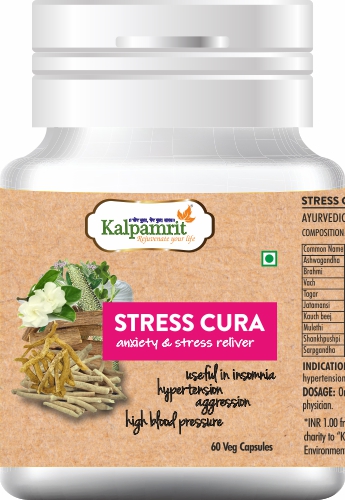 Kalpamrit
Rejuvenate your life
STRESS CURA
anxiety & stress reliver
useful in insomnia
hypertension
aggression
high blood pressure
60 Veg Capsules
STRESS
AYURVEDIC
COMPOSITION
Common Name
Ashwagandha
Brahmi
Vach
Tagar
Jatamansi
Kauch beej
Mulethi
Shankhpushpi
Sarpgandha
INDICATION
hypertension
DOSAGE:
physician.
*INR 1.00
charity to "K
Environment